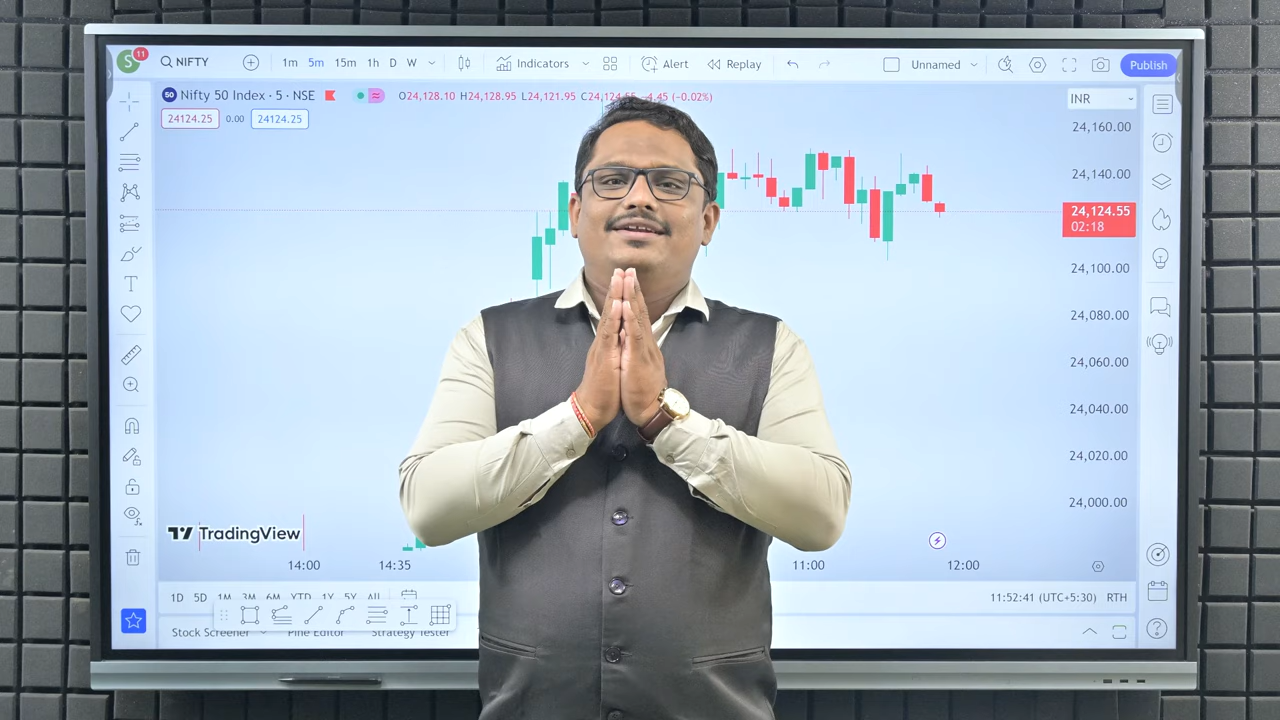 S 11 NIFTY 1m 5m 15m 1h D W Indicators Alert Replay Unnamed Publish
50 Nifty 50 Index · 5 · NSE O24,128.10 H24,128.95 L24,121.95 −4.45 (−0.02%) INR
24124.25 0.00 24124.25
24,160.00
24,140.00
24,124.55
02:18
24,100.00
24,080.00
24,060.00
24,040.00
24,020.00
24,000.00
TradingView
14:00 14:35 11:00 12:00
1D 5D 1M 3M 6M YTD 1Y 5Y All 11:52:41 (UTC+5:30) RTH
Stock Screener Pine Editor Strategy Tester